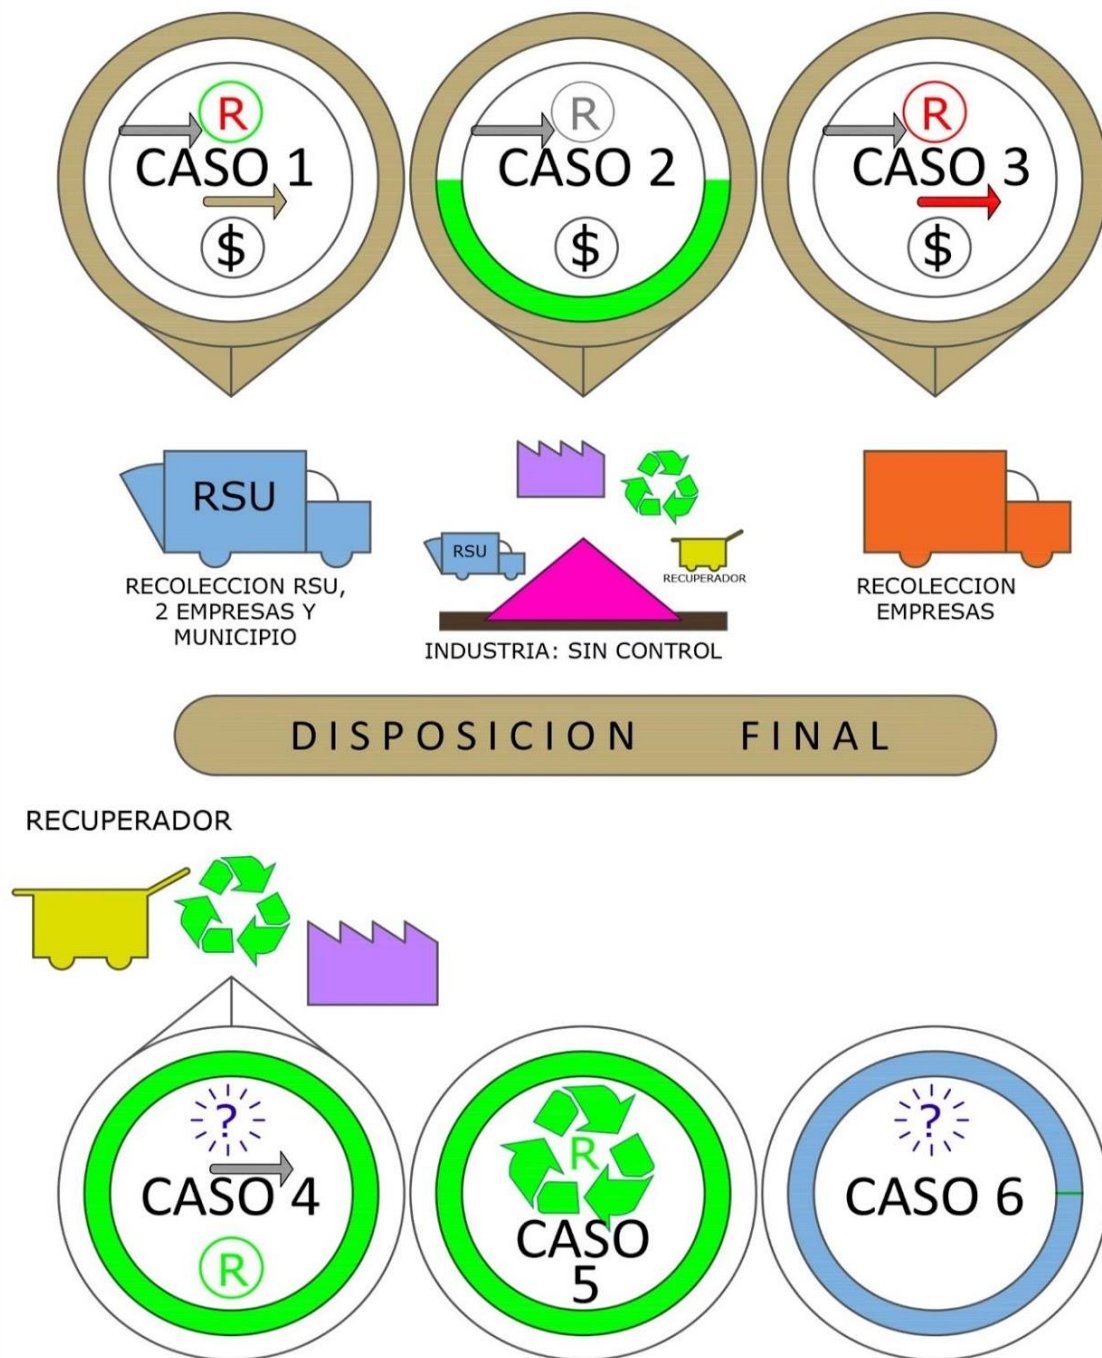 R
CASO 1
$
R
CASO 2
$
R
CASO 3
$
RSU
RECOLECCION RSU,
2 EMPRESAS Y
MUNICIPIO
RSU
RECUPERADOR
INDUSTRIA: SIN CONTROL
RECOLECCION
EMPRESAS
DISPOSICION FINAL
RECUPERADOR
?
CASO 4
R
R
CASO
5
?
CASO 6